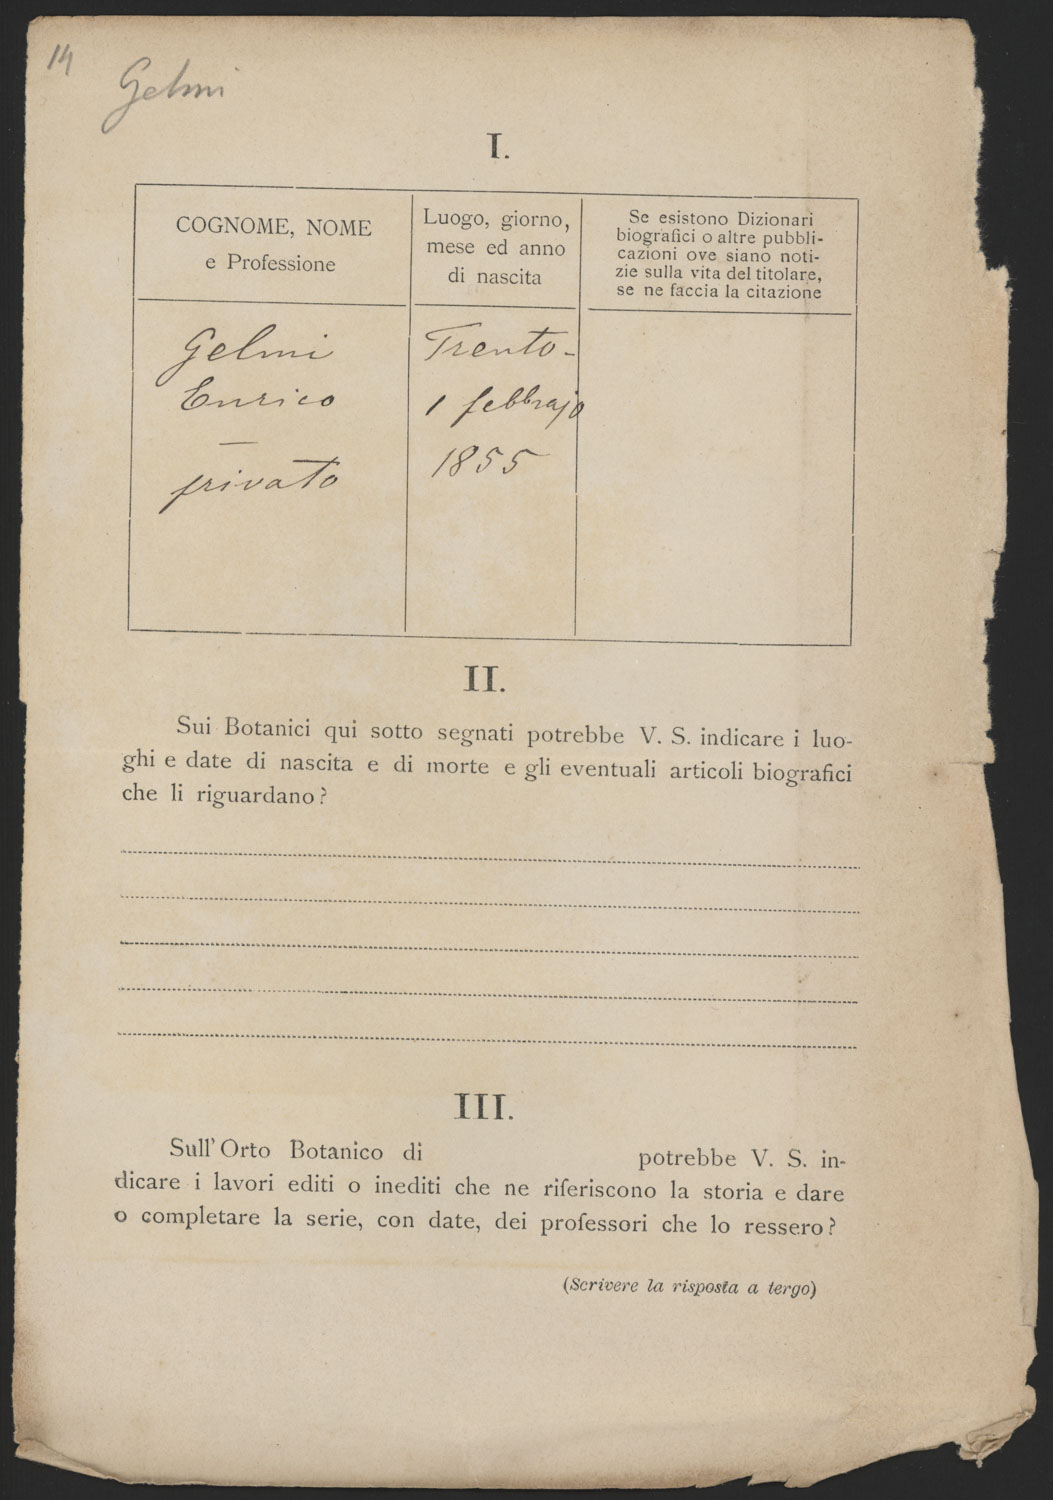 14
Gelmi
I.
COGNOME, NOME
e Professione
Luogo, giorno,
mese ed anno
di nascita
Se esistono Dizionari
biografici o altre pubbli-
cazioni ove siano noti-
zie sulla vita del titolare,
se ne faccia la citazione
Gelmi
Enrico
—
privato
Trento -
1 febbrajo
1855
II.
Sui Botanici qui sotto segnati potrebbe V. S. indicare i luo-
ghi e date di nascita e di morte e gli eventuali articoli biografici
che li riguardano?
III.
Sull'Orto Botanico di potrebbe V. S. in-
dicare i lavori editi o inediti che ne riferiscono la storia e dare
o completare la serie, con date, dei professori che lo ressero?
(Scrivere la risposta a tergo)